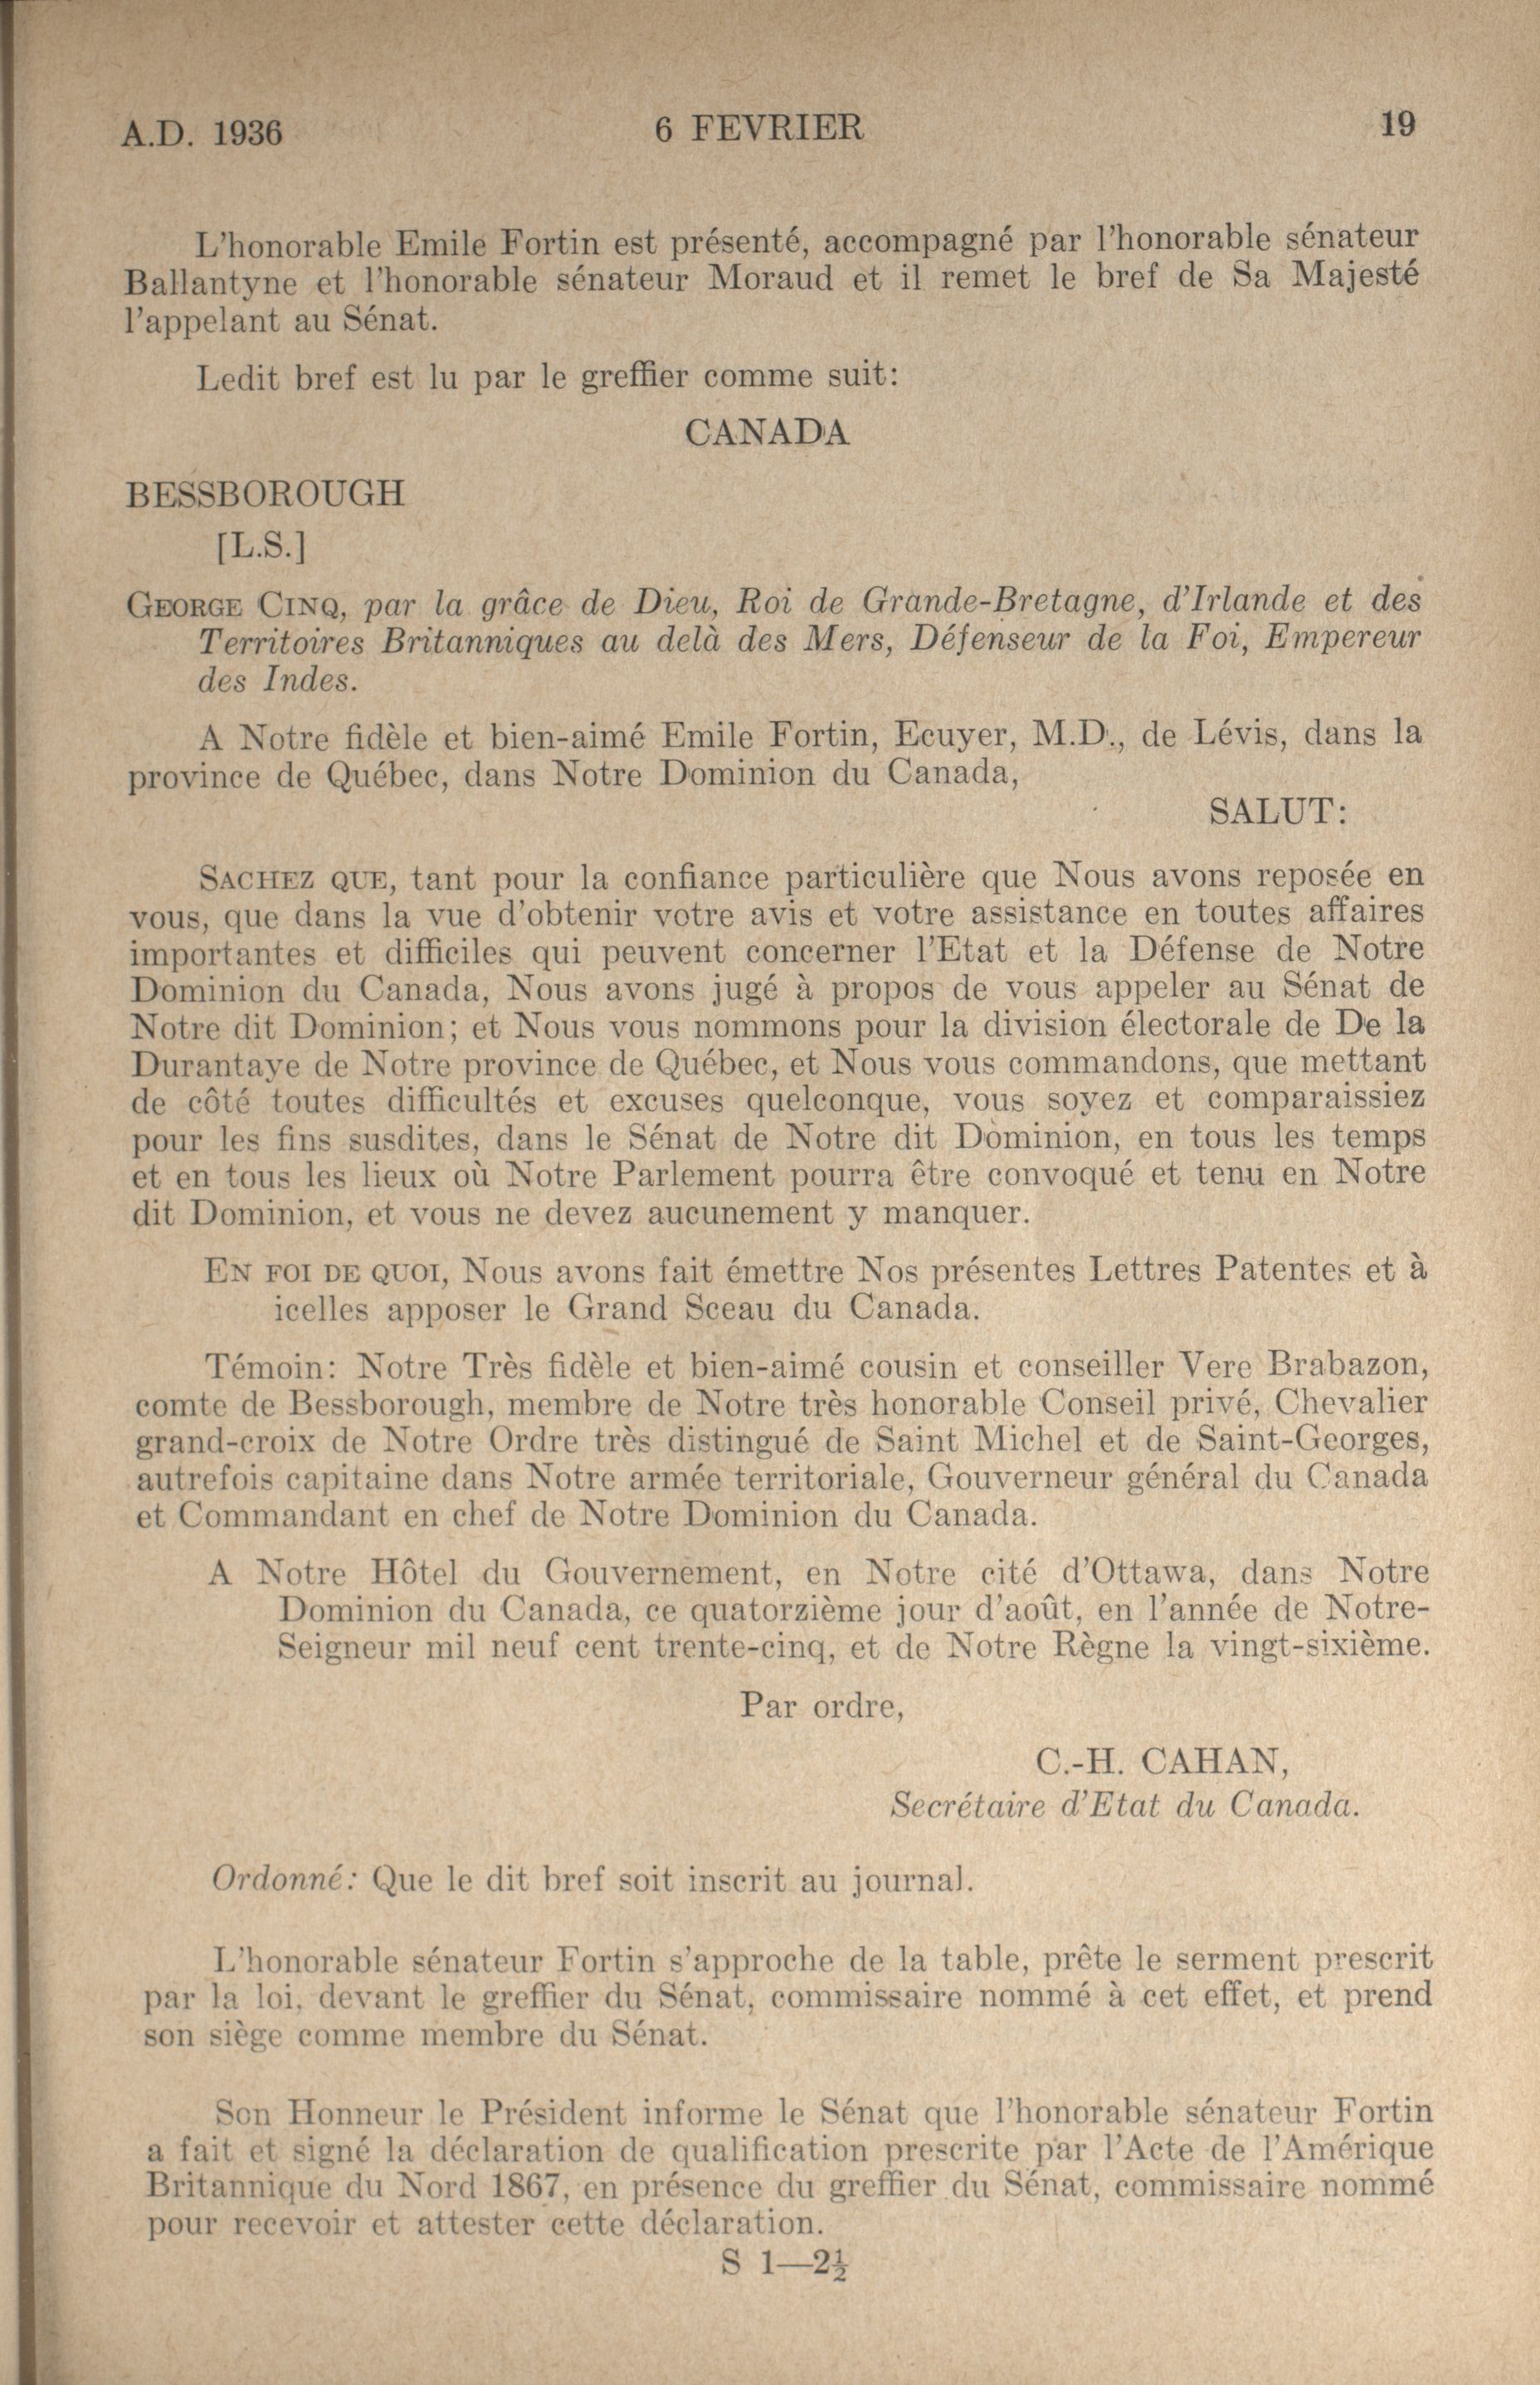 A.D. 1936 6 FEVRIER 19
L'honorable Emile Fortin est présenté, accompagné par l'honorable sénateur
Ballantyne et l'honorable sénateur Moraud et il remet le bref de Sa Majesté
l'appelant au Sénat.
Ledit bref est lu par le greffier comme suit:
CANADA
BESSBOROUGH
[L.S.]
GEORGE CINQ, par la grâce de Dieu, Roi de Grande-Bretagne, d'Irlande et des
Territoires Britanniques au delà des Mers, Défenseur de la Foi, Empereur
des Indes.
A Notre fidèle et bien-aimé Emile Fortin, Ecuyer, M.D., de Lévis, dans la
province de Québec, dans Notre Dominion du Canada,
SALUT:
SACHEZ QUE, tant pour la confiance particulière que Nous avons reposée en
vous, que dans la vue d'obtenir votre avis et votre assistance en toutes affaires
importantes et difficiles qui peuvent concerner l'Etat et la Défense de Notre
Dominion du Canada, Nous avons jugé à propos de vous appeler au Sénat de
Notre dit Dominion; et Nous vous nommons pour la division électorale de De la
Durantaye de Notre province de Québec, et Nous vous commandons, que mettant
de côté toutes difficultés et excuses quelconque, vous soyez et comparaissiez
pour les fins susdites, dans le Sénat de Notre dit Dominion, en tous les temps
et en tous les lieux où Notre Parlement pourra être convoqué et tenu en Notre
dit Dominion, et vous ne devez aucunement y manquer.
EN FOI DE QUOI, Nous avons fait émettre Nos présentes Lettres Patentes et à
icelles apposer le Grand Sceau du Canada.
Témoin: Notre Très fidèle et bien-aimé cousin et conseiller Vere Brabazon,
comte de Bessborough, membre de Notre très honorable Conseil privé, Chevalier
grand-croix de Notre Ordre très distingué de Saint Michel et de Saint-Georges,
autrefois capitaine dans Notre armée territoriale, Gouverneur général du Canada
et Commandant en chef de Notre Dominion du Canada.
A Notre Hôtel du Gouvernement, en Notre cité d'Ottawa, dans Notre
Dominion du Canada, ce quatorzième jour d'août, en l'année de Notre-
Seigneur mil neuf cent trente-cinq, et de Notre Règne la vingt-sixième.
Par ordre,
C.-H. CAHAN,
Secrétaire d'Etat du Canada.
Ordonné: Que le dit bref soit inscrit au journal.
L'honorable sénateur Fortin s'approche de la table, prête le serment prescrit
par la loi, devant le greffier du Sénat, commissaire nommé à cet effet, et prend
son siège comme membre du Sénat.
Son Honneur le Président informe le Sénat que l'honorable sénateur Fortin
a fait et signé la déclaration de qualification prescrite par l'Acte de l'Amérique
Britannique du Nord 1867, en présence du greffier du Sénat, commissaire nommé
pour recevoir et attester cette déclaration.
S 1—2½